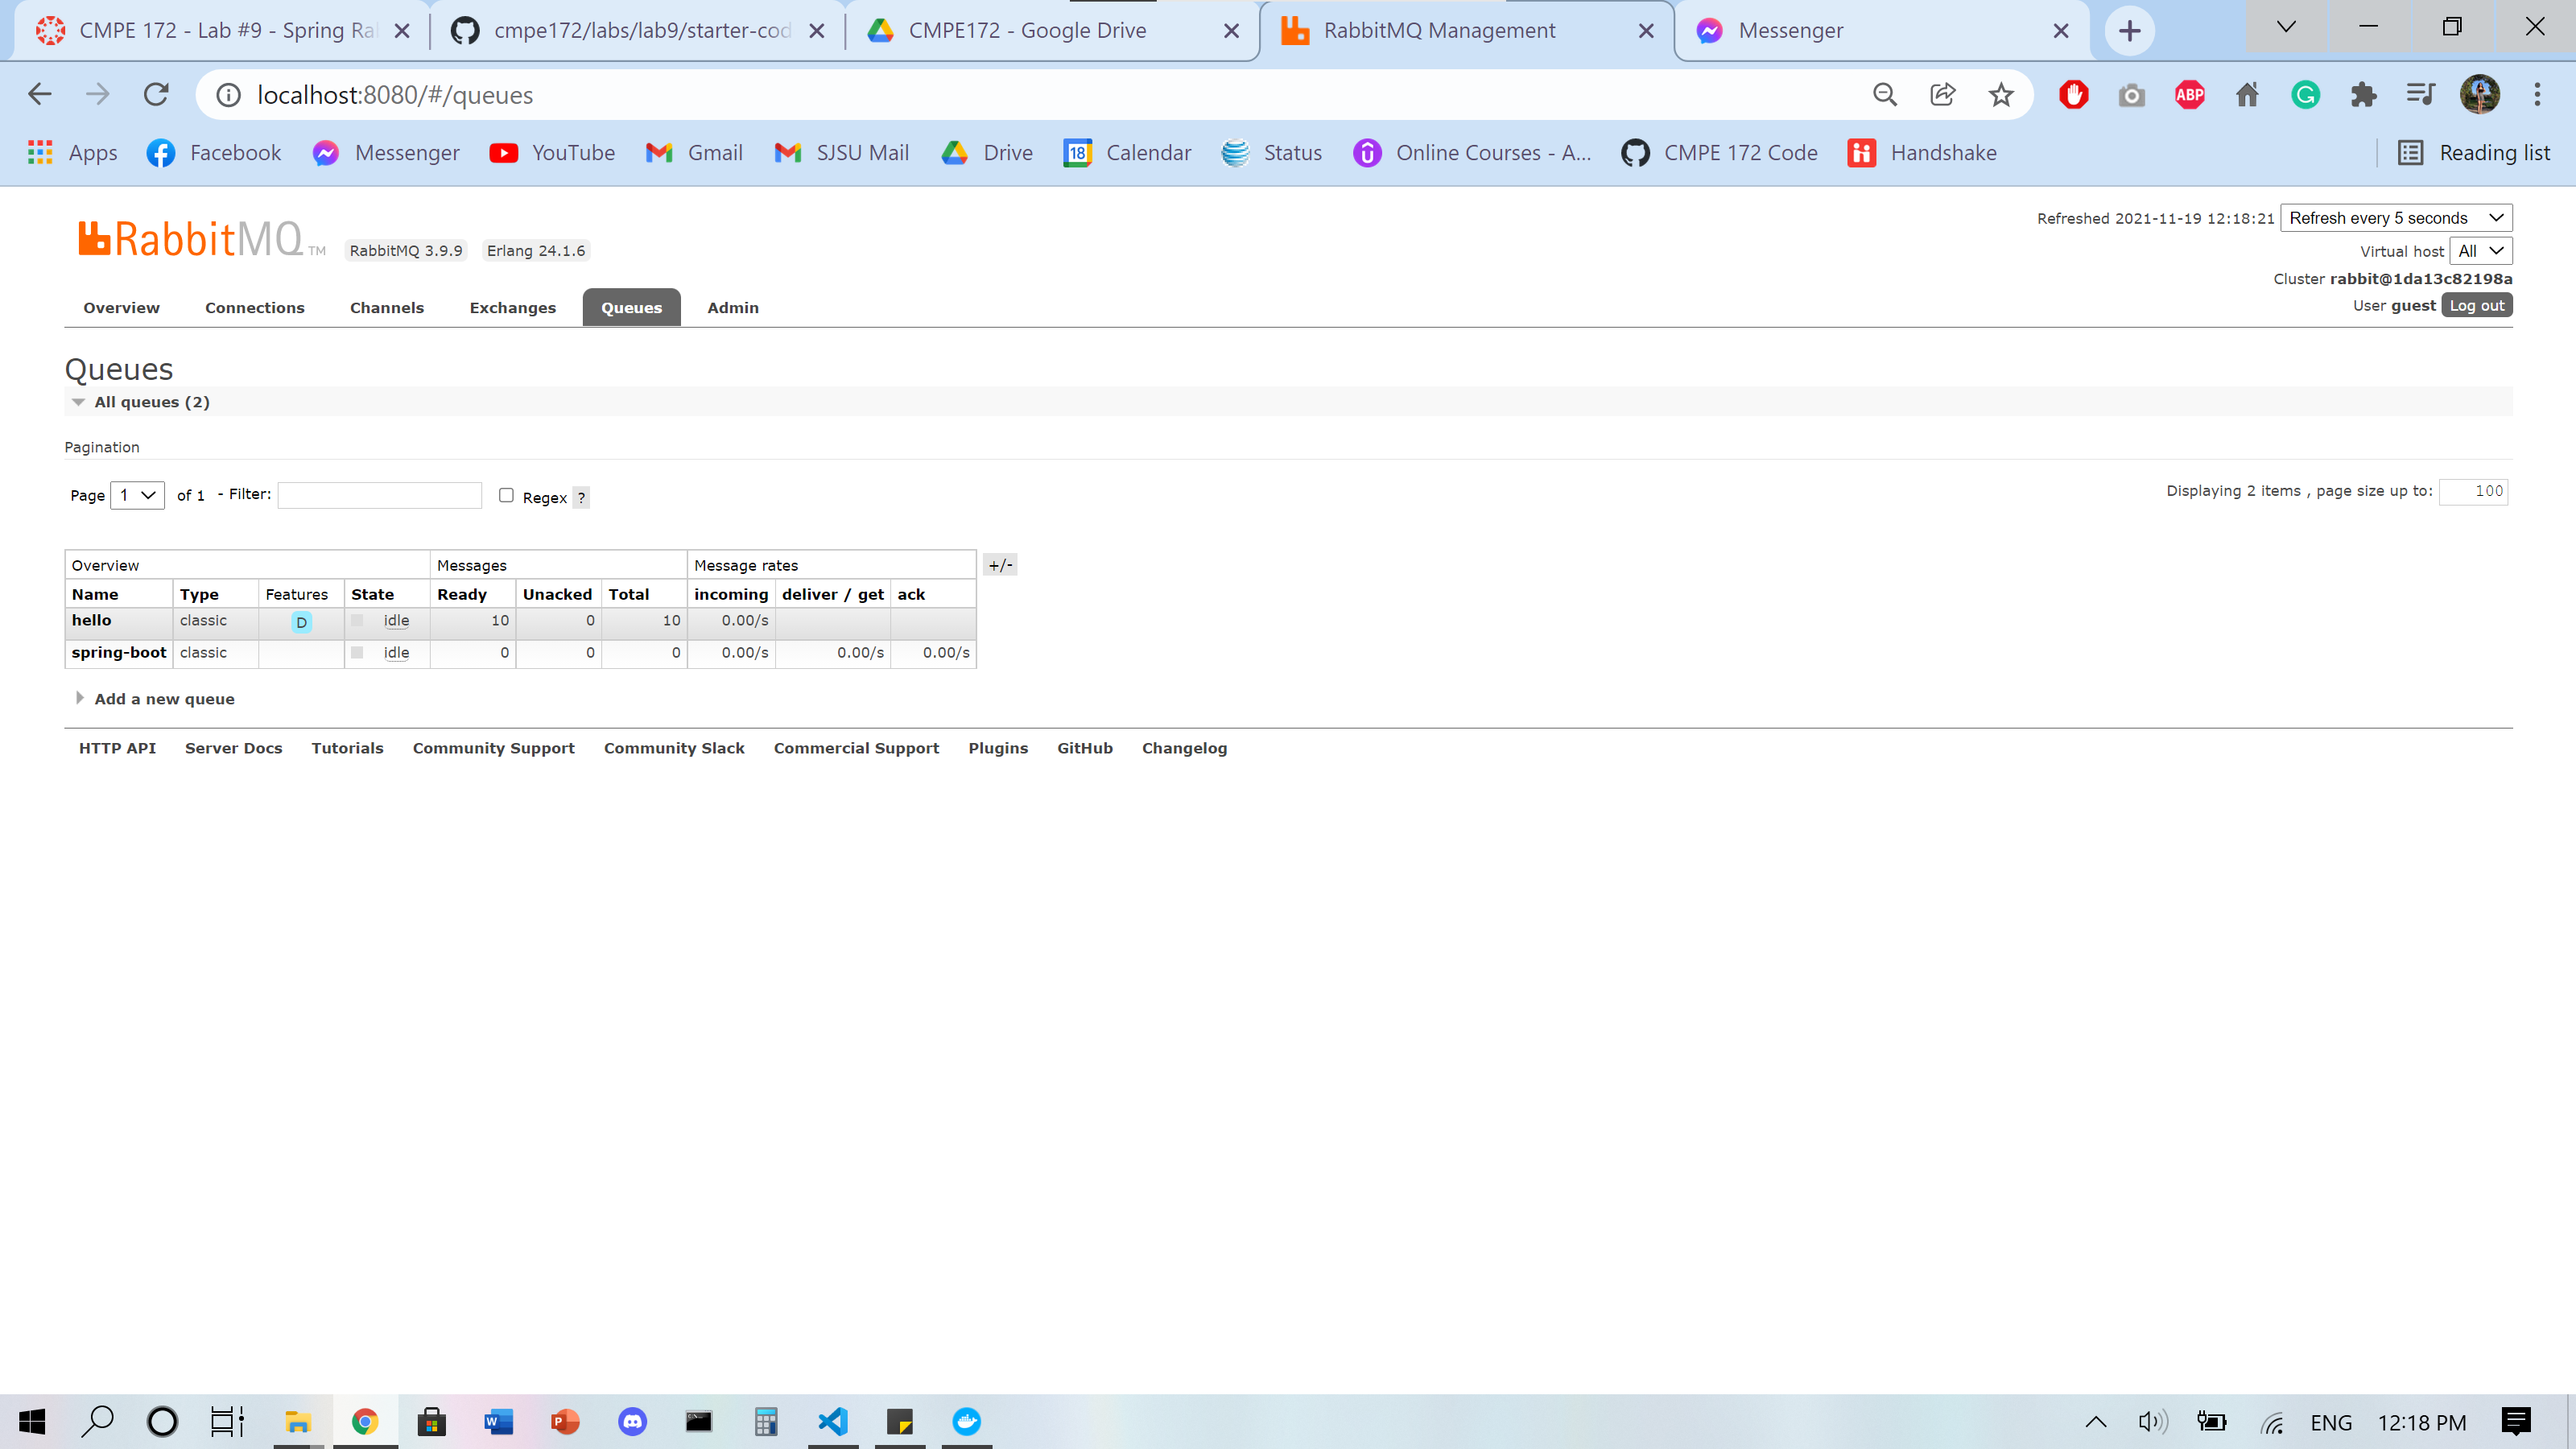 CMPE 172 - Lab #9 - Spring Ra
cmpe172/labs/lab9/starter-cod
CMPE172 - Google Drive
RabbitMQ Management
Messenger
localhost:8080/#/queues
ABP
Apps
Facebook
Messenger
YouTube
Gmail
SJSU Mail
Drive
18
Calendar
Status
Online Courses - A...
CMPE 172 Code
Handshake
Reading list
RabbitMQ TM
RabbitMQ 3.9.9
Erlang 24.1.6
Refreshed 2021-11-19 12:18:21 Refresh every 5 seconds
Virtual host All
Cluster rabbit@1da13c82198a
User guest Log out
Overview Connections Channels Exchanges Queues Admin
Queues
All queues (2)
Pagination
Page 1 of 1 - Filter: Regex ?
Displaying 2 items , page size up to: 100
Overview Messages Message rates +/-
Name Type Features State Ready Unacked Total incoming deliver / get ack
hello classic D idle 10 0 10 0.00/s
spring-boot classic idle 0 0 0 0.00/s 0.00/s 0.00/s
Add a new queue
HTTP API Server Docs Tutorials Community Support Community Slack Commercial Support Plugins GitHub Changelog
ENG
12:18 PM